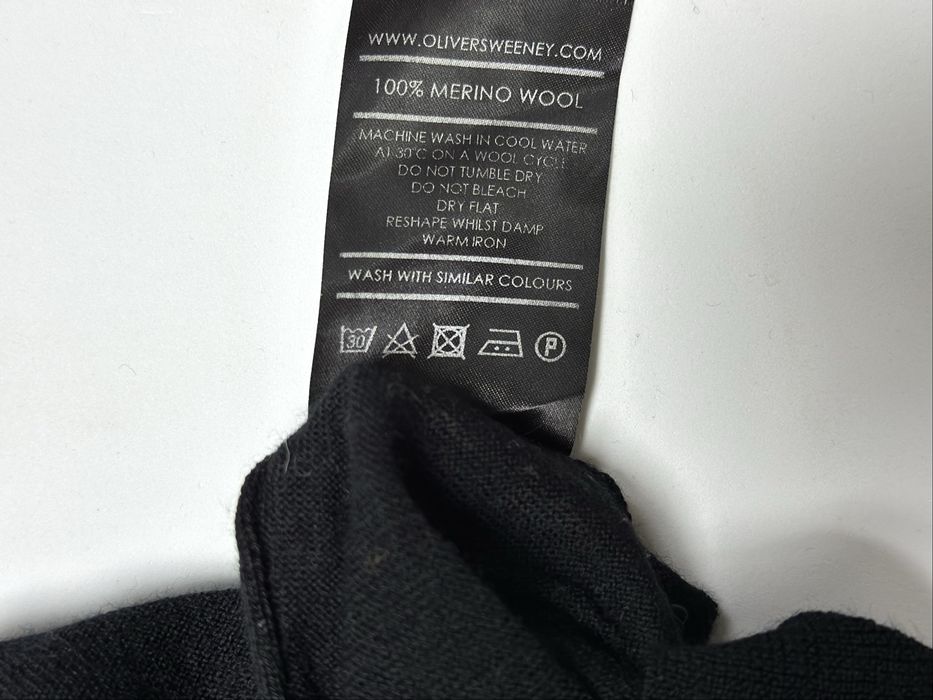 WWW.OLIVERSWEENEY.COM
100% MERINO WOOL
MACHINE WASH IN COOL WATER
AT 30°C ON A WOOL CYCLE
DO NOT TUMBLE DRY
DO NOT BLEACH
DRY FLAT
RESHAPE WHILST DAMP
WARM IRON
WASH WITH SIMILAR COLOURS
30 P